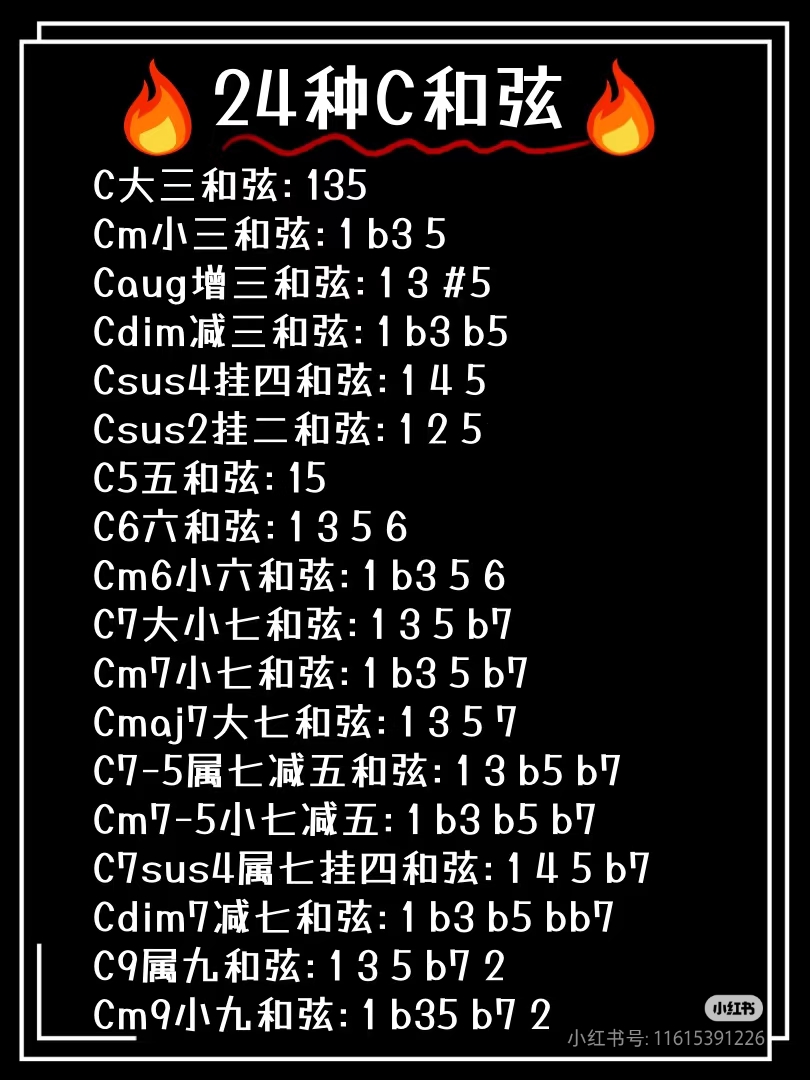 24种C和弦
C大三和弦: 135
Cm小三和弦: 1 b3 5
Caug增三和弦: 1 3 #5
Cdim减三和弦: 1 b3 b5
Csus4挂四和弦: 1 4 5
Csus2挂二和弦: 1 2 5
C5五和弦: 15
C6六和弦: 1 3 5 6
Cm6小六和弦: 1 b3 5 6
C7大小七和弦: 1 3 5 b7
Cm7小七和弦: 1 b3 5 b7
Cmaj7大七和弦: 1 3 5 7
C7-5属七减五和弦: 1 3 b5 b7
Cm7-5小七减五: 1 b3 b5 b7
C7sus4属七挂四和弦: 1 4 5 b7
Cdim7减七和弦: 1 b3 b5 bb7
C9属九和弦: 1 3 5 b7 2
Cm9小九和弦: 1 b35 b7 2
小红书
小红书号: 11615391226